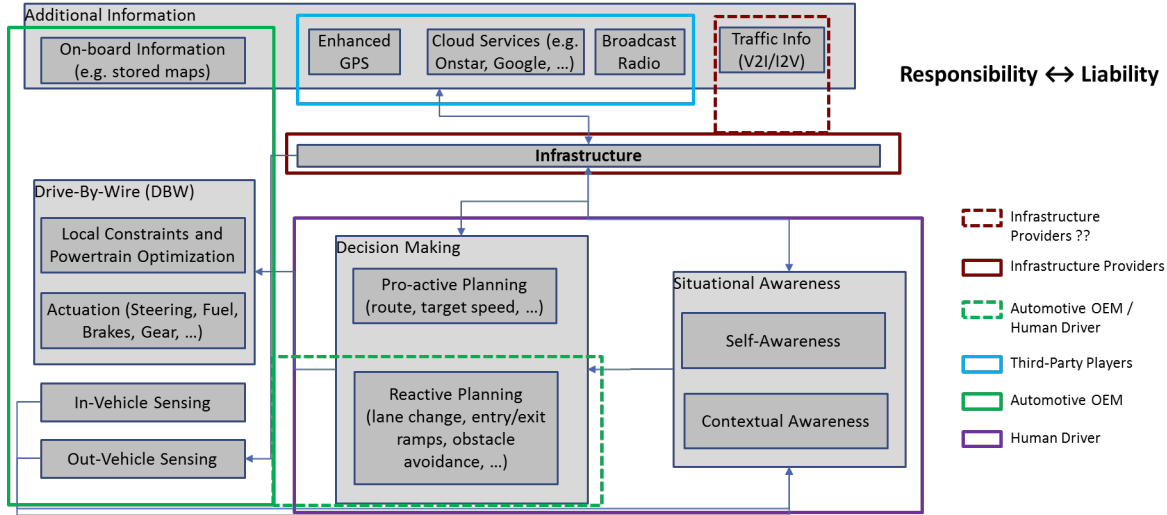 Additional Information
On-board Information
(e.g. stored maps)
Enhanced
GPS
Cloud Services (e.g.
Onstar, Google, ...)
Broadcast
Radio
Traffic Info
(V2I/I2V)
Responsibility ↔ Liability
Infrastructure
Drive-By-Wire (DBW)
Local Constraints and
Powertrain Optimization
Actuation (Steering, Fuel,
Brakes, Gear, ...)
In-Vehicle Sensing
Out-Vehicle Sensing
Decision Making
Pro-active Planning
(route, target speed, ...)
Reactive Planning
(lane change, entry/exit
ramps, obstacle
avoidance, ...)
Situational Awareness
Self-Awareness
Contextual Awareness
Infrastructure
Providers ??
Infrastructure Providers
Automotive OEM /
Human Driver
Third-Party Players
Automotive OEM
Human Driver